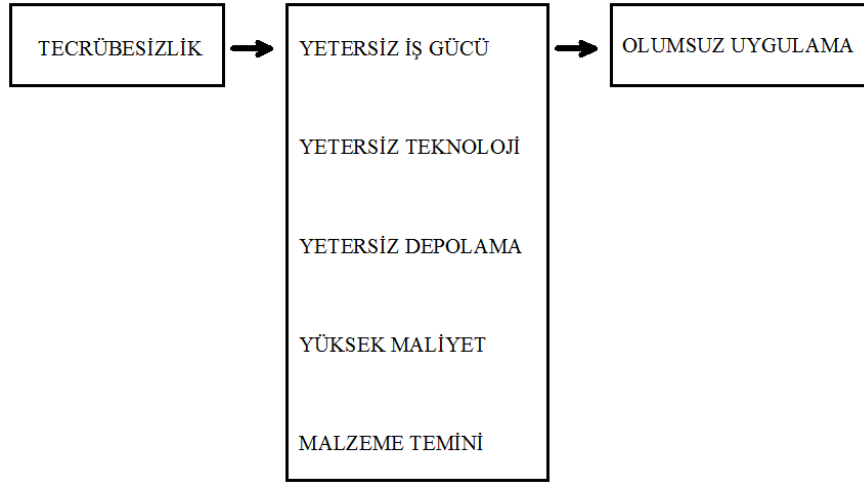 TECRÜBESİZLİK
YETERSİZ İŞ GÜCÜ
YETERSİZ TEKNOLOJİ
YETERSİZ DEPOLAMA
YÜKSEK MALİYET
MALZEME TEMİNİ
OLUMSUZ UYGULAMA